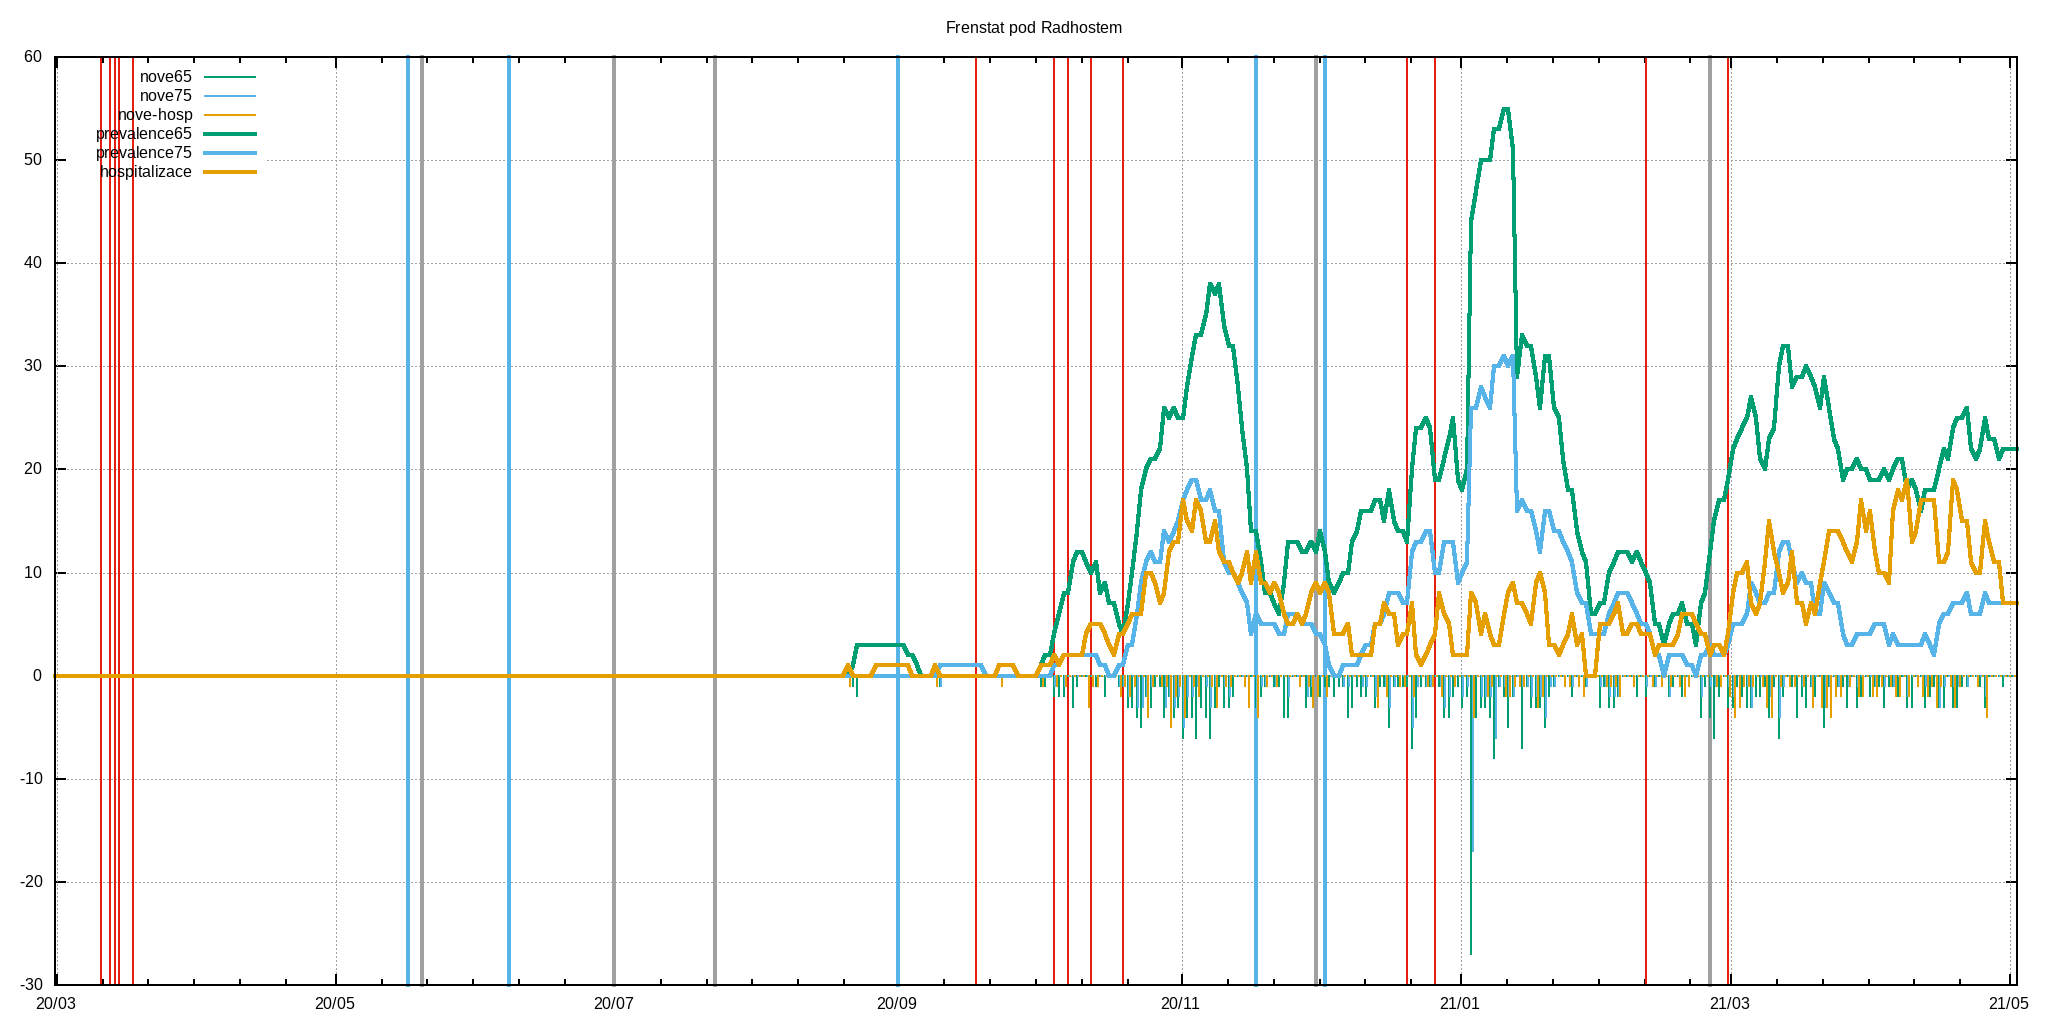 Frenstat pod Radhostem
60
50
40
30
20
10
0
-10
-20
-30
nove65
nove75
nove-hosp
prevalence65
prevalence75
hospitalizace
20/03 20/05 20/07 20/09 20/11 21/01 21/03 21/05